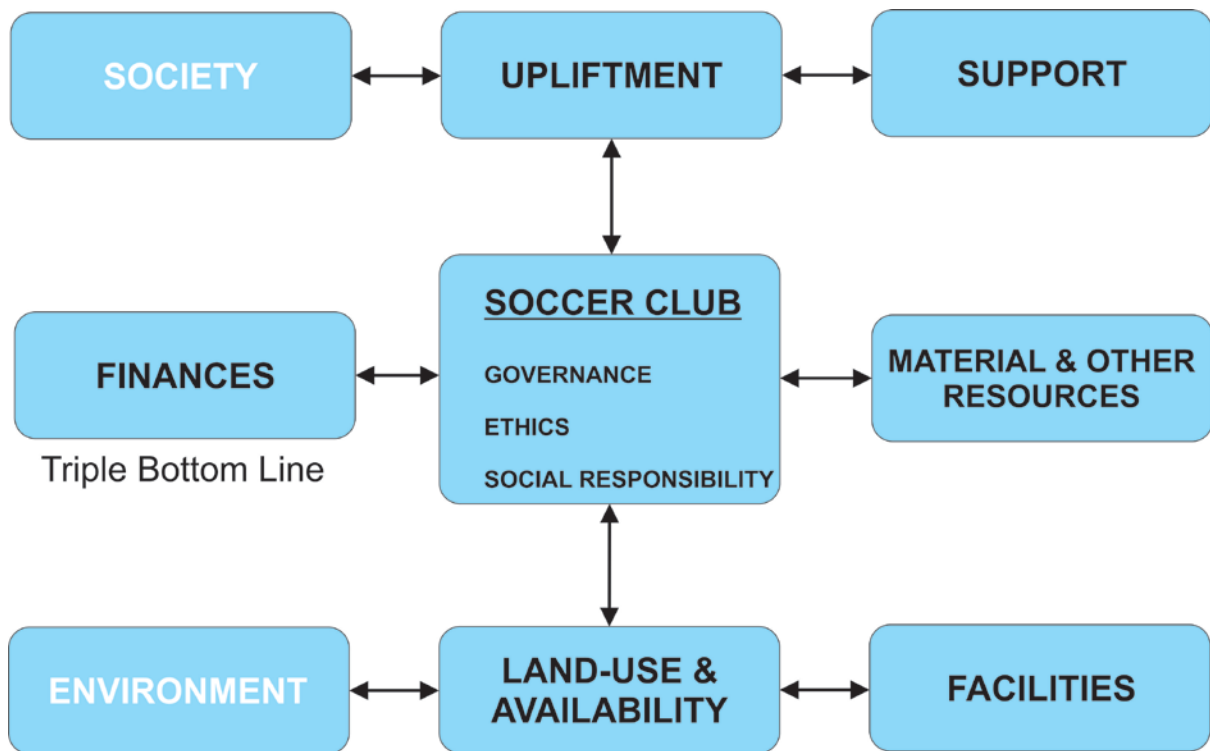 SOCIETY
UPLIFTMENT
SUPPORT
FINANCES
Triple Bottom Line
SOCCER CLUB
GOVERNANCE
ETHICS
SOCIAL RESPONSIBILITY
MATERIAL & OTHER
RESOURCES
ENVIRONMENT
LAND-USE &
AVAILABILITY
FACILITIES